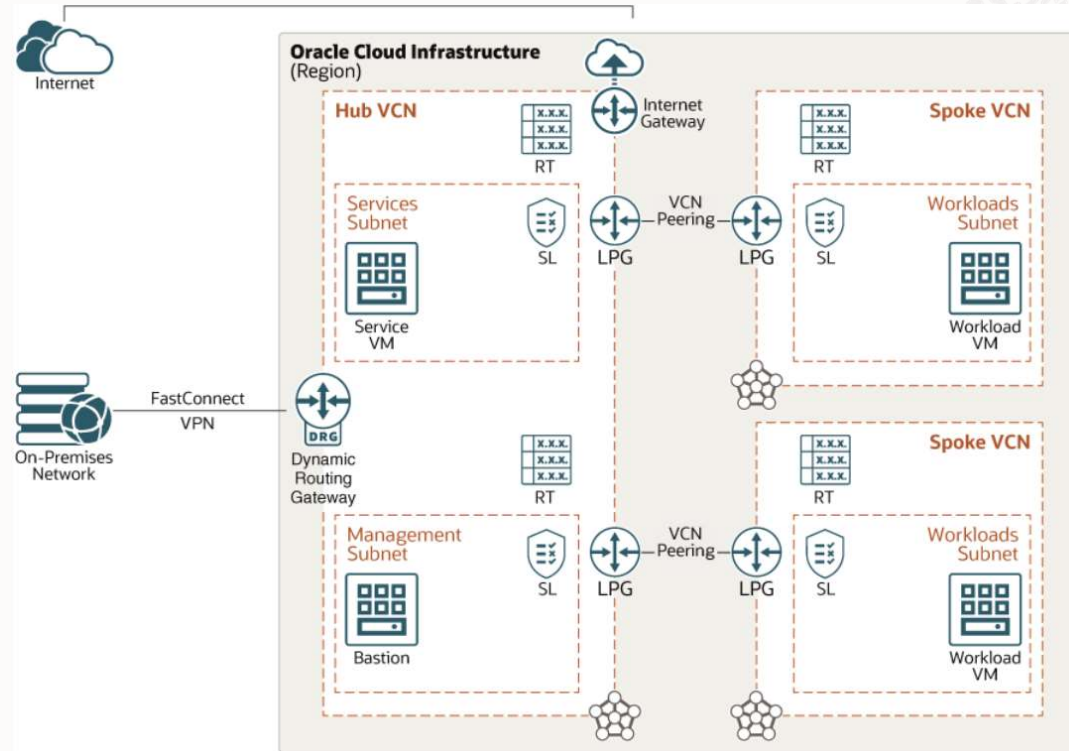 Internet
Oracle Cloud Infrastructure
(Region)
Hub VCN
X.X.X.
X.X.X.
X.X.X.
RT
Internet
Gateway
Services
Subnet
SL
LPG
Service
VM
VCN
Peering
Spoke VCN
X.X.X.
X.X.X.
X.X.X.
RT
LPG
SL
Workloads
Subnet
Workload
VM
On-Premises
Network
FastConnect
VPN
DRG
Dynamic
Routing
Gateway
X.X.X.
X.X.X.
X.X.X.
RT
Management
Subnet
SL
LPG
Bastion
VCN
Peering
Spoke VCN
X.X.X.
X.X.X.
X.X.X.
RT
LPG
SL
Workloads
Subnet
Workload
VM